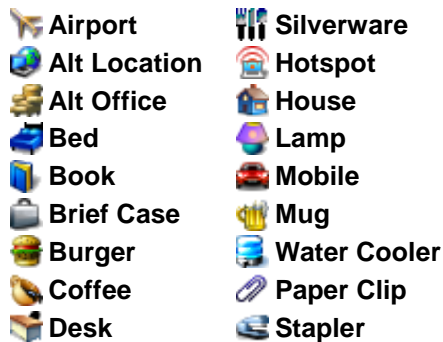 Airport
Alt Location
Alt Office
Bed
Book
Brief Case
Burger
Coffee
Desk
Silverware
Hotspot
House
Lamp
Mobile
Mug
Water Cooler
Paper Clip
Stapler